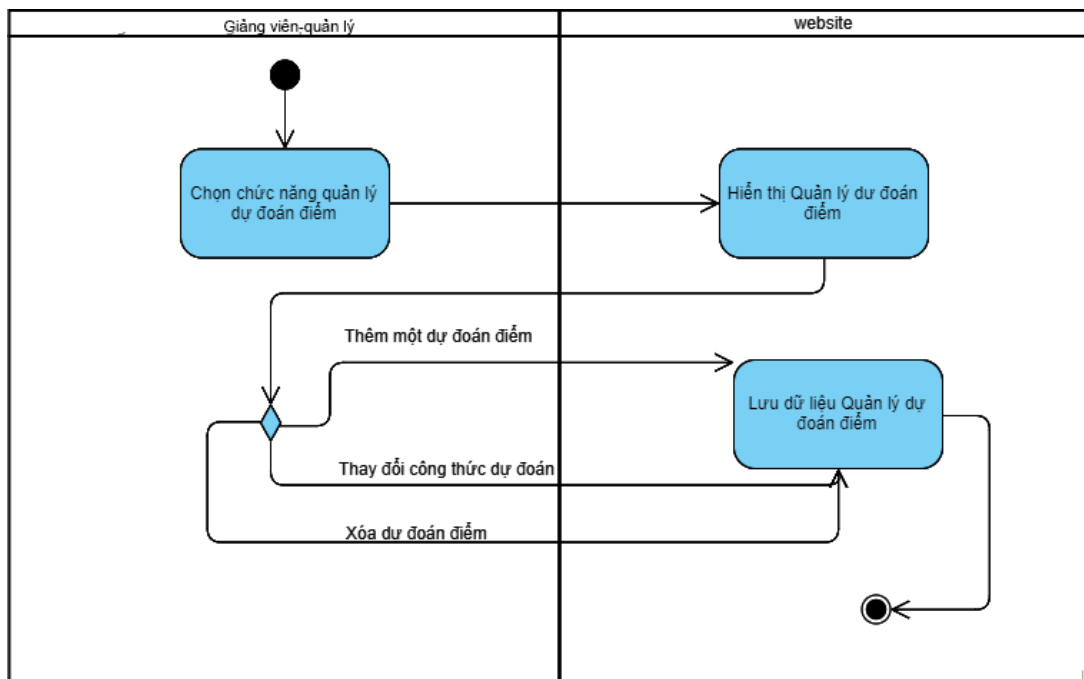 Giảng viên-quản lý
website
Chọn chức năng quản lý
dự đoán điểm
Hiển thị Quản lý dư đoán
điểm
Thêm một dự đoán điểm
Lưu dữ liệu Quản lý dự
đoán điểm
Thay đổi công thức dự đoán
Xóa dư đoán điểm